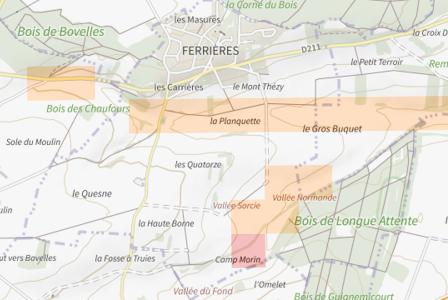 la Corne du Bois
les Masures
Bois de Bovelles
la Croix D
FERRIÈRES
D211
le Petit Terroir
Rem
les Carrières
le Mont Thézy
Bois des Chaufours
la Planquette
le Gros Buquet
Sole du Moulin
les Quatorze
le Quesne
Vallée Normande
Vallée Sorcie
ulin
la Haute Borne
Bois de Longue Attente
ut vers Bovelles
la Fosse à Truies
Camp Marin
l'Omelet
Vallée du Fond
Bois de Guignemicourt